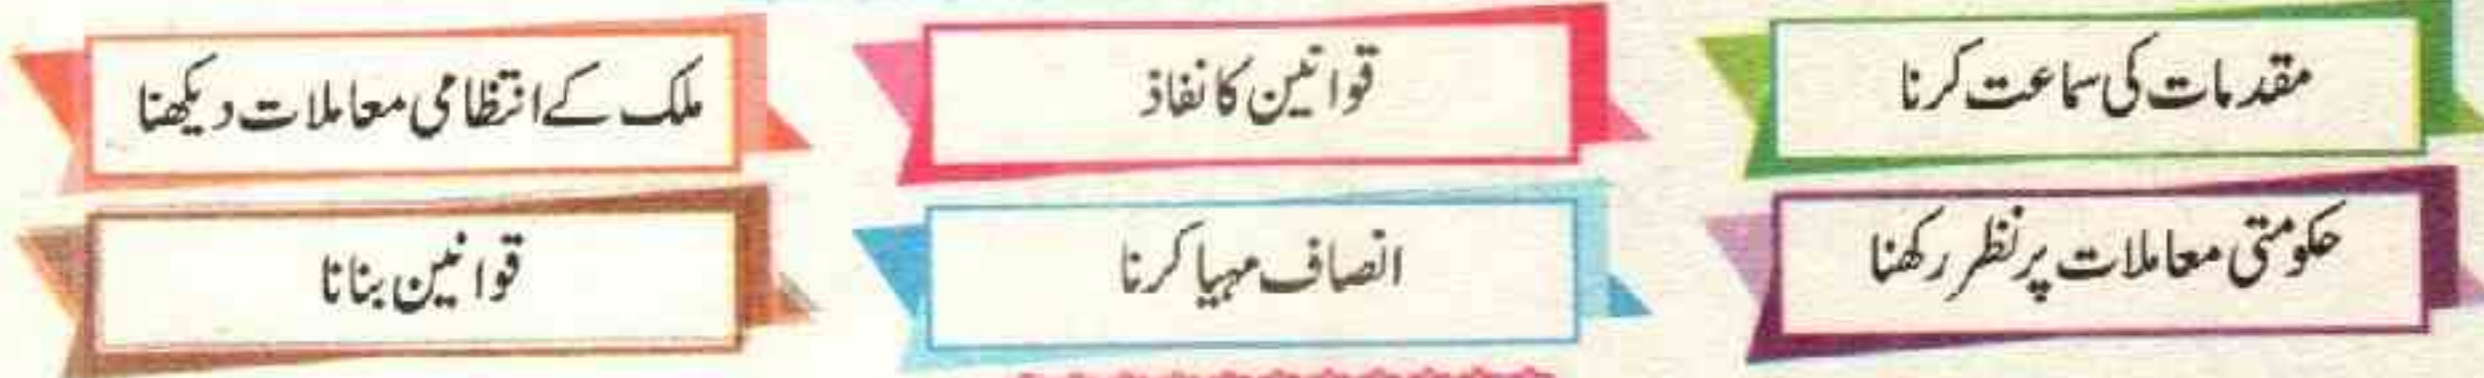 مقدمات کی سماعت کرنا
قوانین کا نفاذ
ملک کے انتظامی معاملات دیکھنا
حکومتی معاملات پر نظر رکھنا
انصاف مہیا کرنا
قوانین بنانا